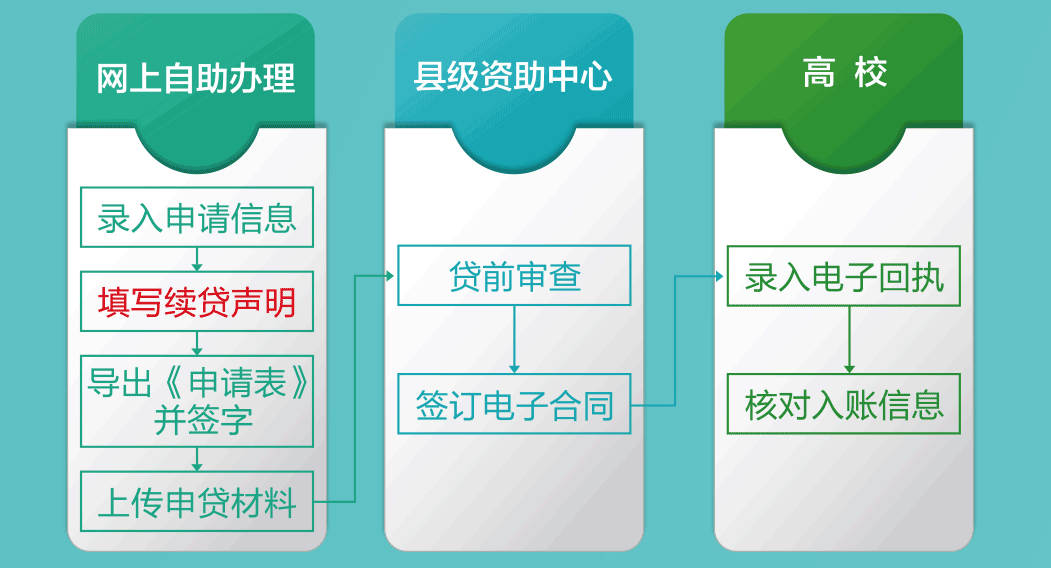 网上自助办理
录入申请信息
填写续贷声明
导出《申请表》
并签字
上传申贷材料
县级资助中心
贷前审查
签订电子合同
高 校
录入电子回执
核对入账信息